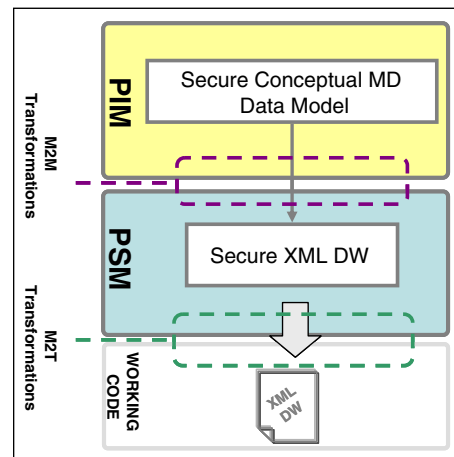 PIM
Secure Conceptual MD
Data Model
M2M
Transformations
PSM
Secure XML DW
M2T
Transformations
WORKING
CODE
XML
DW